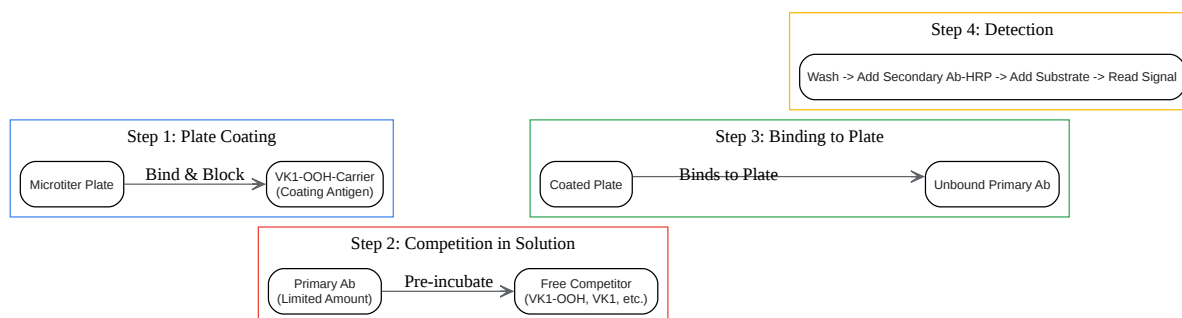 Step 4: Detection
Wash -> Add Secondary Ab-HRP -> Add Substrate -> Read Signal
Step 1: Plate Coating
Microtiter Plate
Bind & Block
VK1-OOH-Carrier
(Coating Antigen)
Step 3: Binding to Plate
Coated Plate
Binds to Plate
Unbound Primary Ab
Step 2: Competition in Solution
Primary Ab
(Limited Amount)
Pre-incubate
Free Competitor
(VK1-OOH, VK1, etc.)